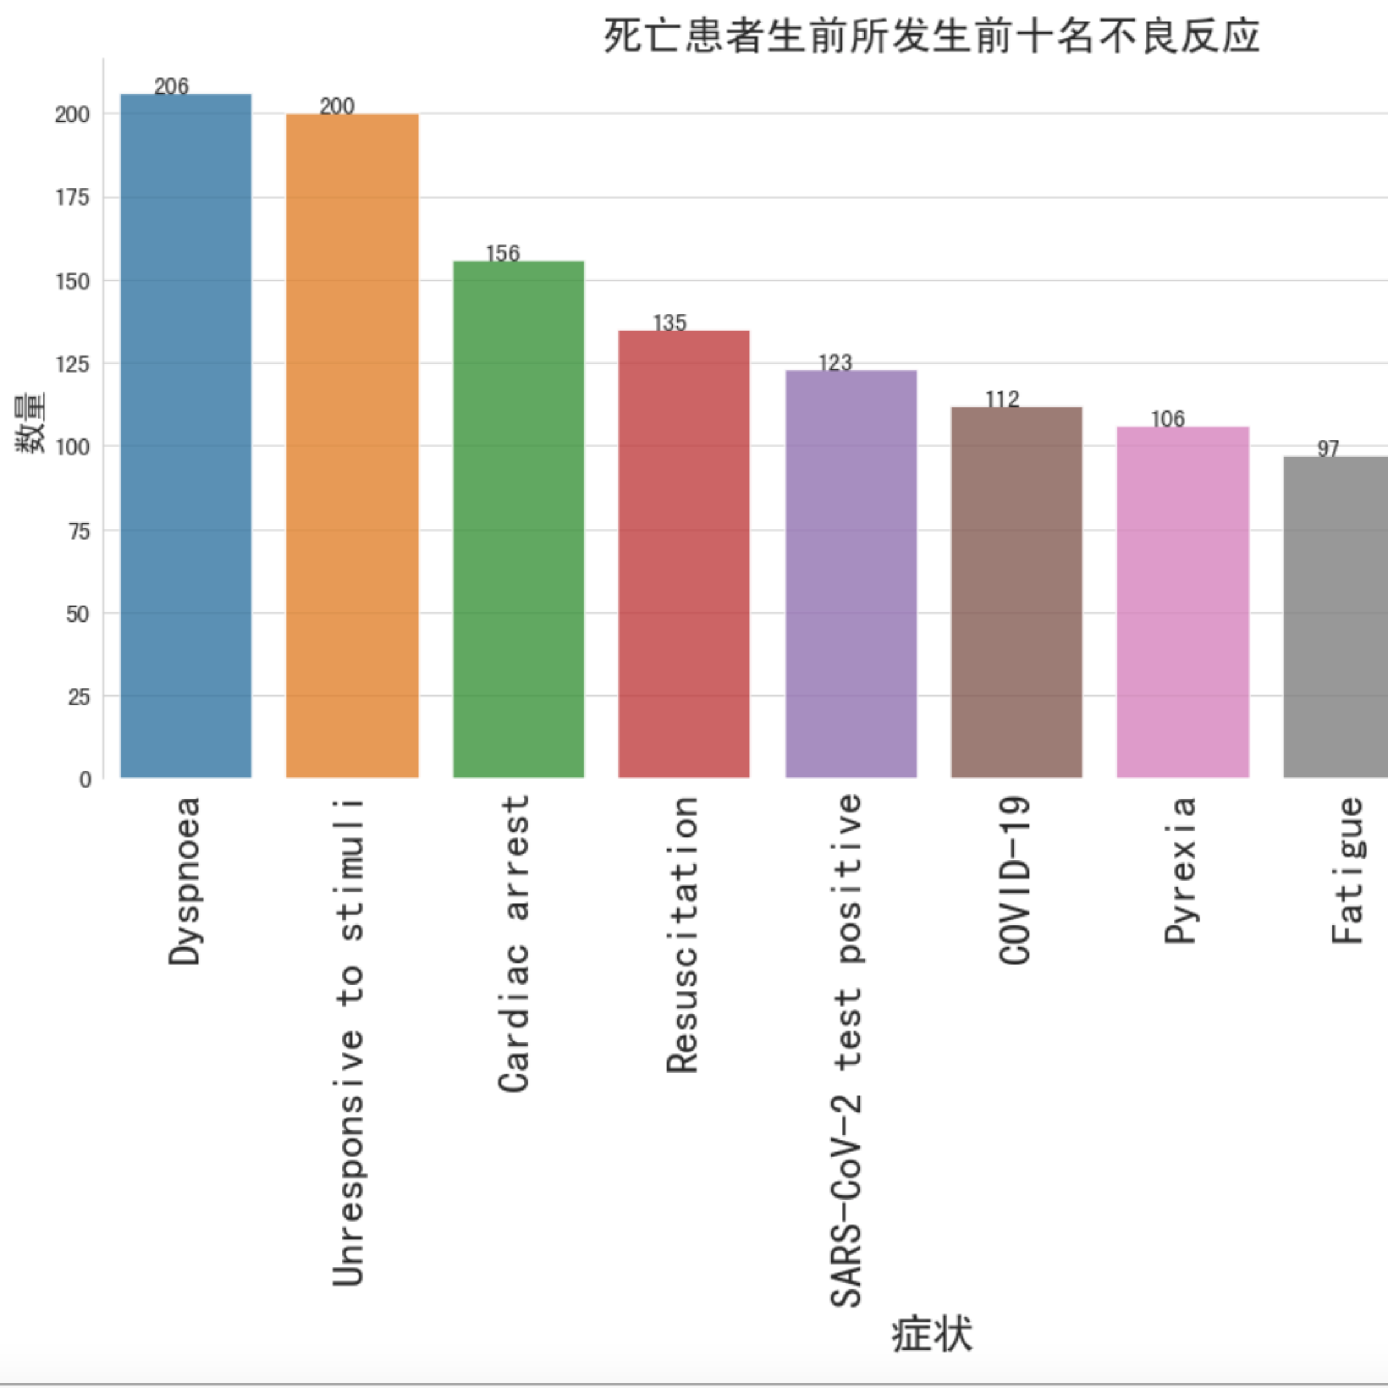 死亡患者生前所发生前十名不良反应
数量
200
175
150
125
100
75
50
25
0
206
200
156
135
123
112
106
97
Dyspnoea
Unresponsive to stimuli
Cardiac arrest
Resuscitation
SARS-CoV-2 test positive
COVID-19
Pyrexia
Fatigue
症状